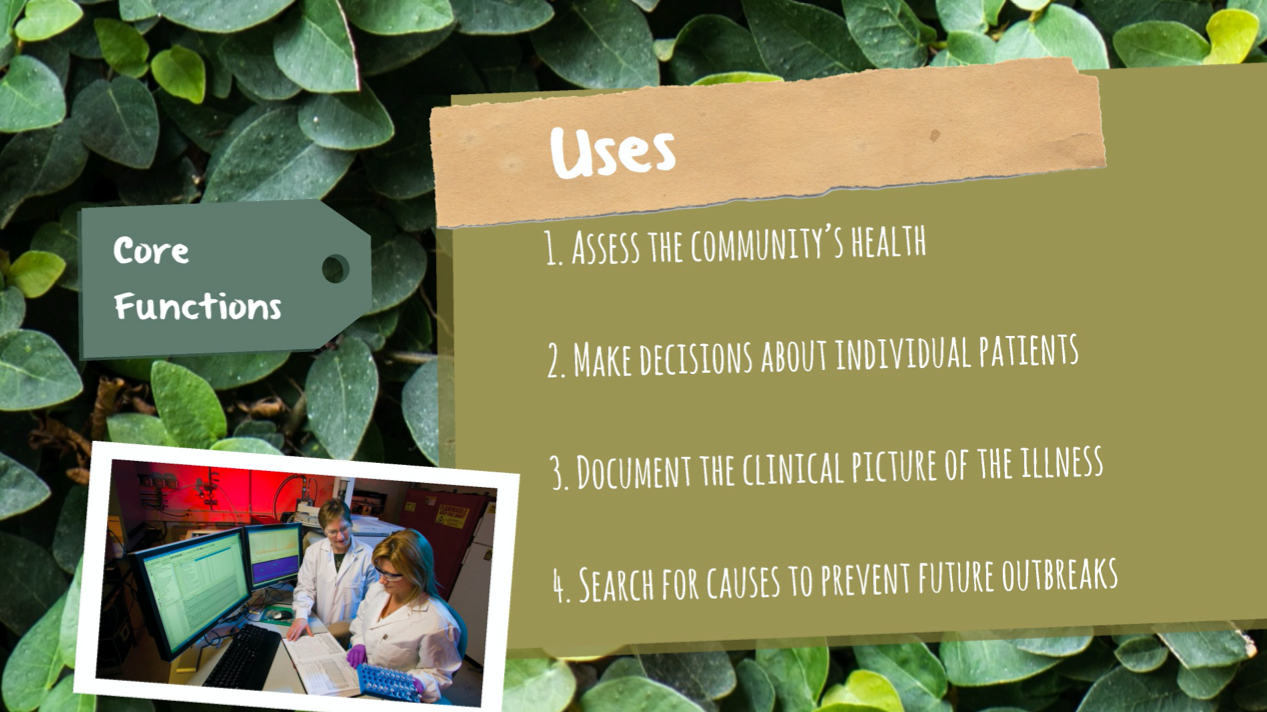 Uses
Core
Functions
1. Assess the community's health
2. Make decisions about individual patients
3. Document the clinical picture of the illness
4. Search for causes to prevent future outbreaks